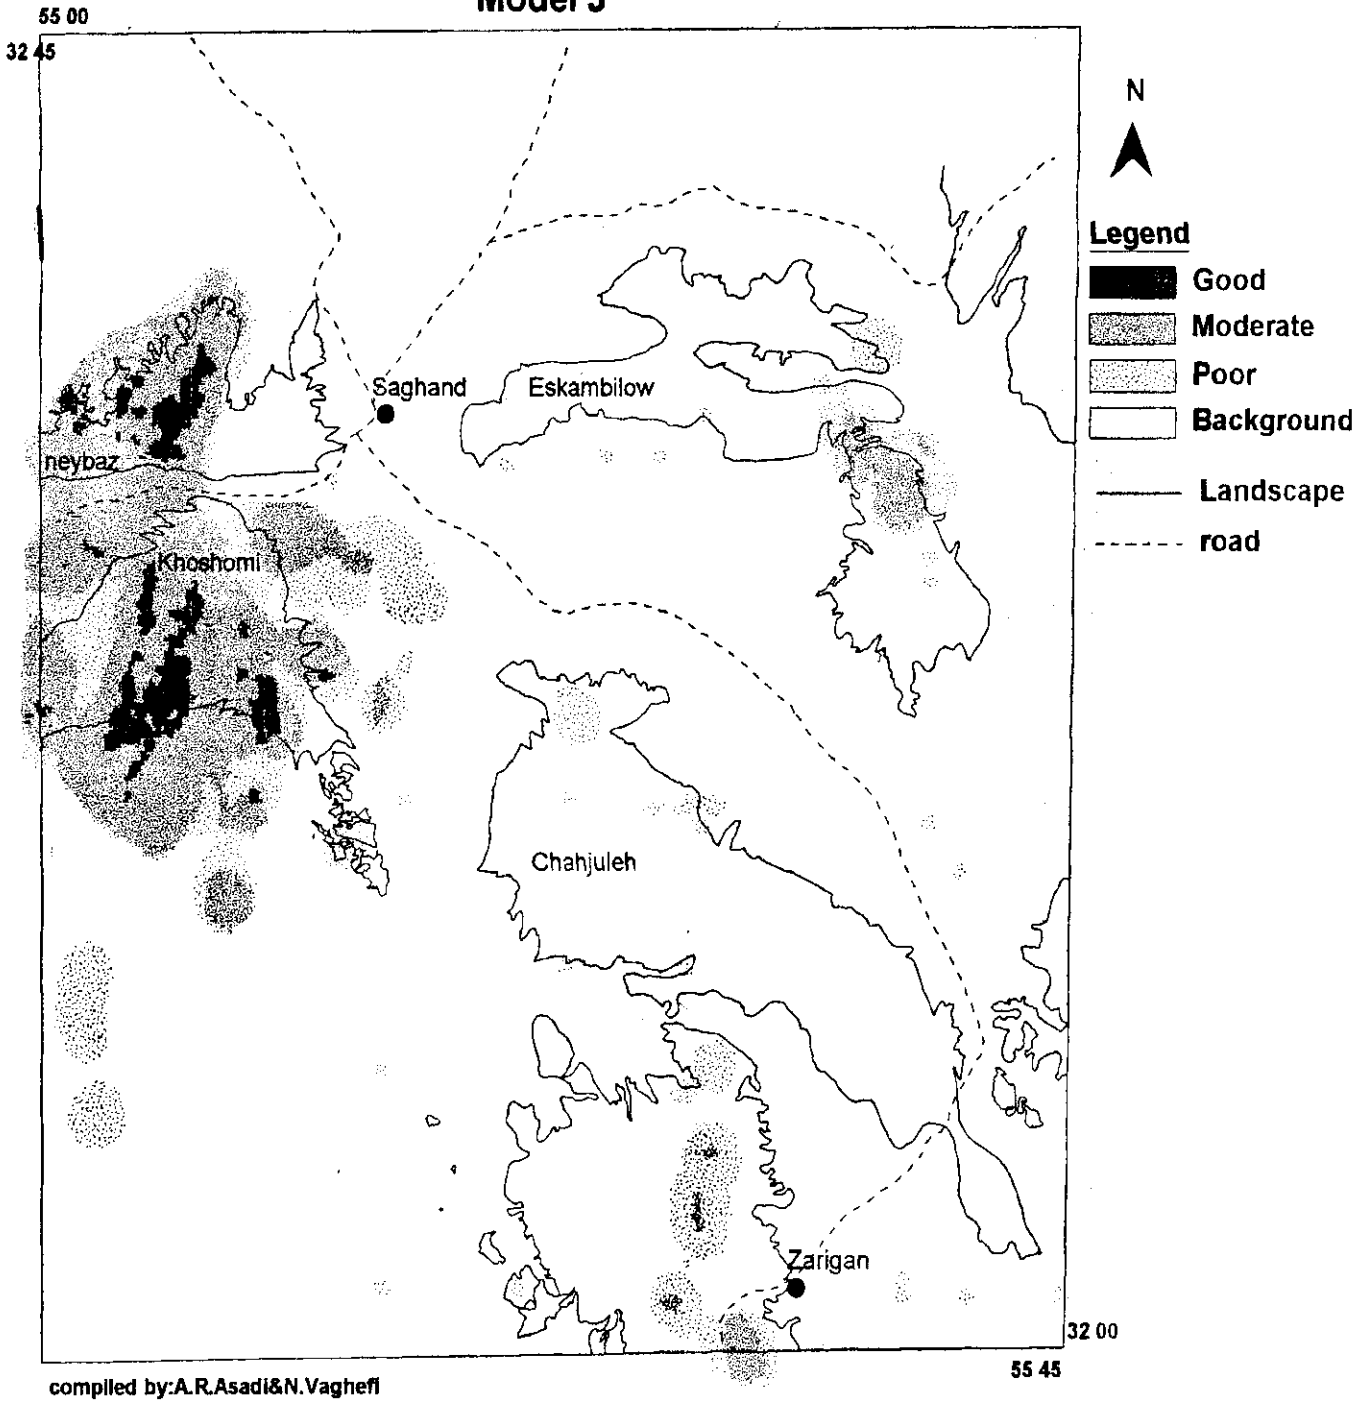 Model 3
55 00
32 45
N
Legend
Good
Moderate
Poor
Background
Landscape
road
Saghand
Eskambilow
neybaz
Khoshomi
Chahjuleh
Zarigan
32 00
55 45
compiled by:A.R.Asadi&N.Vaghefi